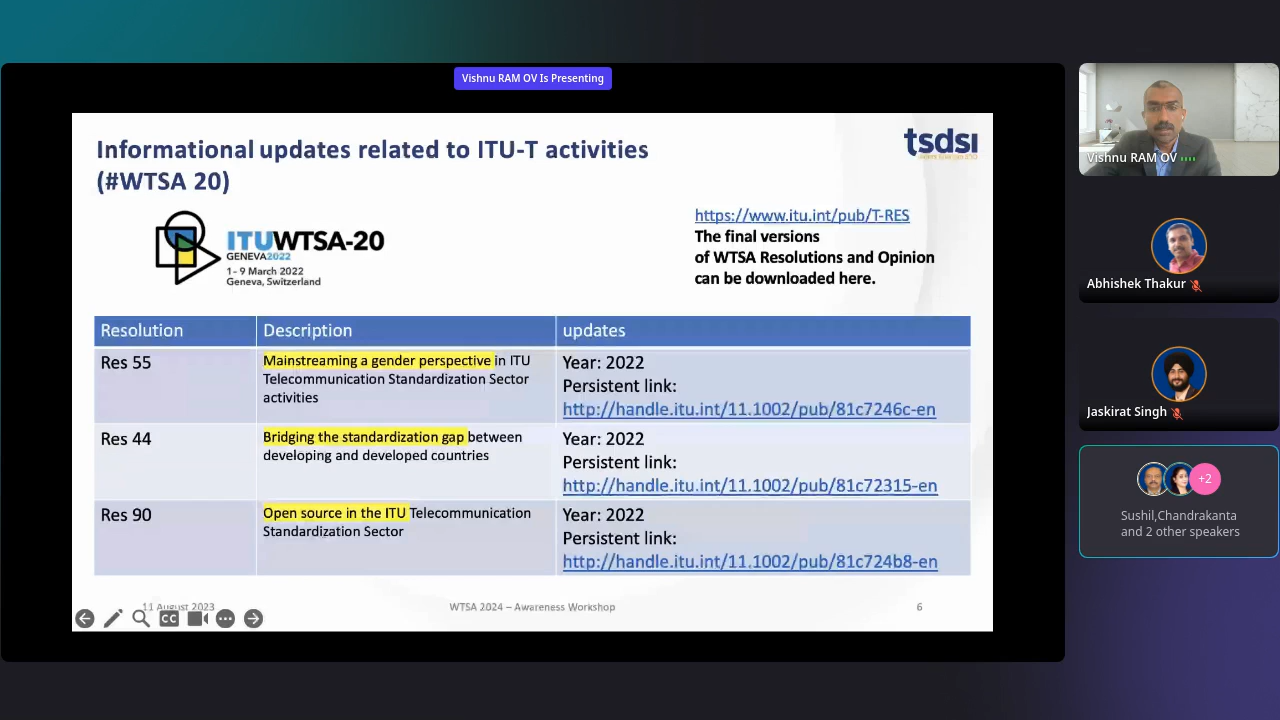 Vishnu RAM OV Is Presenting
Informational updates related to ITU-T activities
(#WTSA 20)
tsdsi
ITUWTSA-20
GENEVA2022
1 - 9 March 2022
Geneva, Switzerland
https://www.itu.int/pub/T-RES
The final versions
of WTSA Resolutions and Opinion
can be downloaded here.
Resolution Description updates
Res 55
Mainstreaming a gender perspective in ITU
Telecommunication Standardization Sector
activities
Year: 2022
Persistent link:
http://handle.itu.int/11.1002/pub/81c7246c-en
Res 44
Bridging the standardization gap between
developing and developed countries
Year: 2022
Persistent link:
http://handle.itu.int/11.1002/pub/81c72315-en
Res 90
Open source in the ITU Telecommunication
Standardization Sector
Year: 2022
Persistent link:
http://handle.itu.int/11.1002/pub/81c724b8-en
11 August 2023
WTSA 2024 – Awareness Workshop
6
CC
Vishnu RAM OV
Abhishek Thakur
Jaskirat Singh
+2
Sushil,Chandrakanta
and 2 other speakers